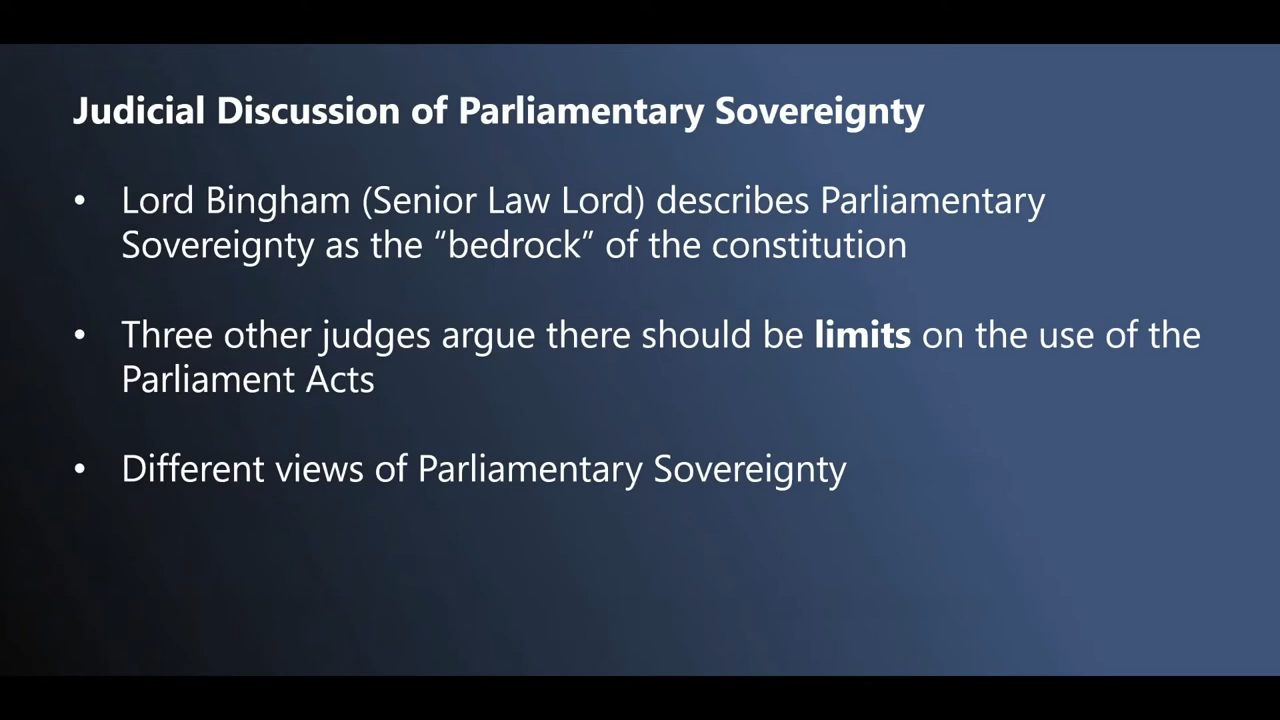 Judicial Discussion of Parliamentary Sovereignty
• Lord Bingham (Senior Law Lord) describes Parliamentary
Sovereignty as the “bedrock” of the constitution
• Three other judges argue there should be limits on the use of the
Parliament Acts
• Different views of Parliamentary Sovereignty